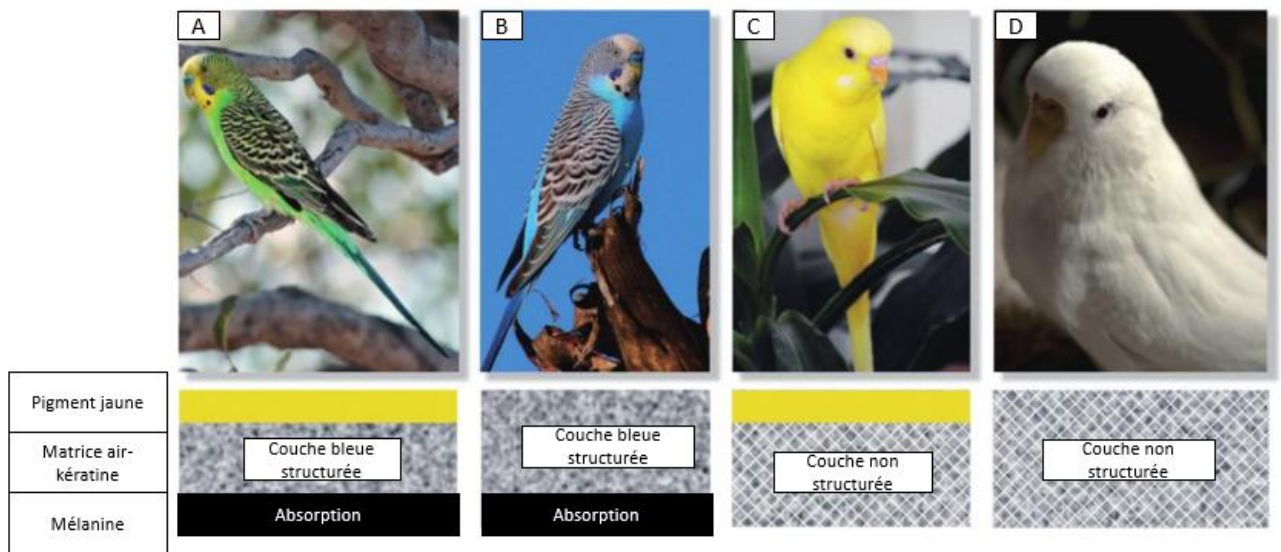 A
B
C
D
Pigment jaune
Matrice air-
kératine
Mélanine
Couche bleue
structurée
Absorption
Couche bleue
structurée
Absorption
Couche non
structurée
Couche non
structurée